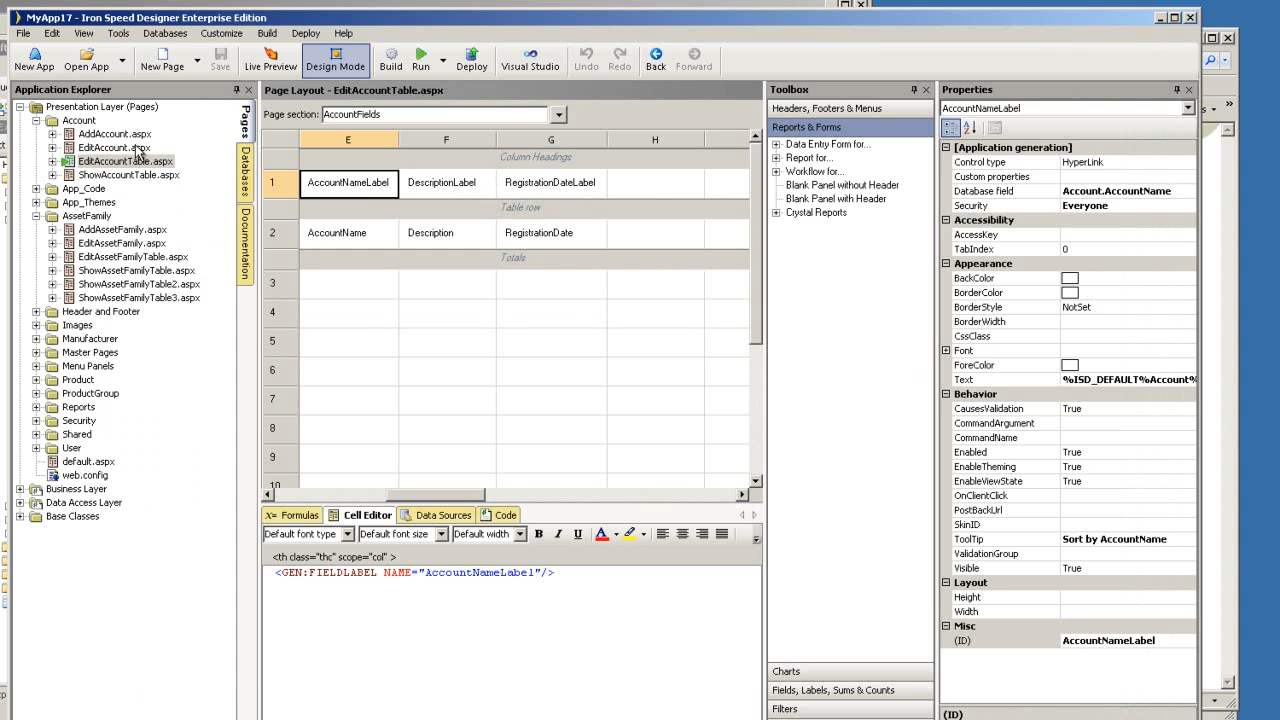 MyApp17 - Iron Speed Designer Enterprise Edition
File Edit View Tools Databases Customize Build Deploy Help
New App Open App New Page Save Live Preview Design Mode Build Run Deploy Visual Studio Undo Redo Back Forward
Application Explorer
Presentation Layer (Pages)
Account
AddAccount.aspx
EditAccount.aspx
EditAccountTable.aspx
ShowAccountTable.aspx
App_Code
App_Themes
AssetFamily
AddAssetFamily.aspx
EditAssetFamily.aspx
EditAssetFamilyTable.aspx
ShowAssetFamilyTable.aspx
ShowAssetFamilyTable2.aspx
ShowAssetFamilyTable3.aspx
Header and Footer
Images
Manufacturer
Master Pages
Menu Panels
Product
ProductGroup
Reports
Security
Shared
User
default.aspx
web.config
Business Layer
Data Access Layer
Base Classes
Pages
Databases
Documentation
Page Layout - EditAccountTable.aspx
Page section: AccountFields
E F G H
Column Headings
1 AccountNameLabel DescriptionLabel RegistrationDateLabel
Table row
2 AccountName Description RegistrationDate
Totals
3
4
5
6
7
8
9
10
Formulas Cell Editor Data Sources Code
Default font type Default font size Default width B I U A
<th class="thc" scope="col" >
<GEN:FIELDLABEL NAME="AccountNameLabel"/>
Toolbox
Headers, Footers & Menus
Reports & Forms
Data Entry Form for...
Report for...
Workflow for...
Blank Panel without Header
Blank Panel with Header
Crystal Reports
Charts
Fields, Labels, Sums & Counts
Filters
Properties
AccountNameLabel
[Application generation]
Control type HyperLink
Custom properties
Database field Account.AccountName
Security Everyone
Accessibility
AccessKey
TabIndex 0
Appearance
BackColor
BorderColor
BorderStyle NotSet
BorderWidth
CssClass
Font
ForeColor
Text %ISD_DEFAULT%Account%
Behavior
CausesValidation True
CommandArgument
CommandName
Enabled True
EnableTheming True
EnableViewState True
OnClientClick
PostBackUrl
SkinID
ToolTip Sort by AccountName
ValidationGroup
Visible True
Layout
Height
Width
Misc
(ID) AccountNameLabel
(ID)